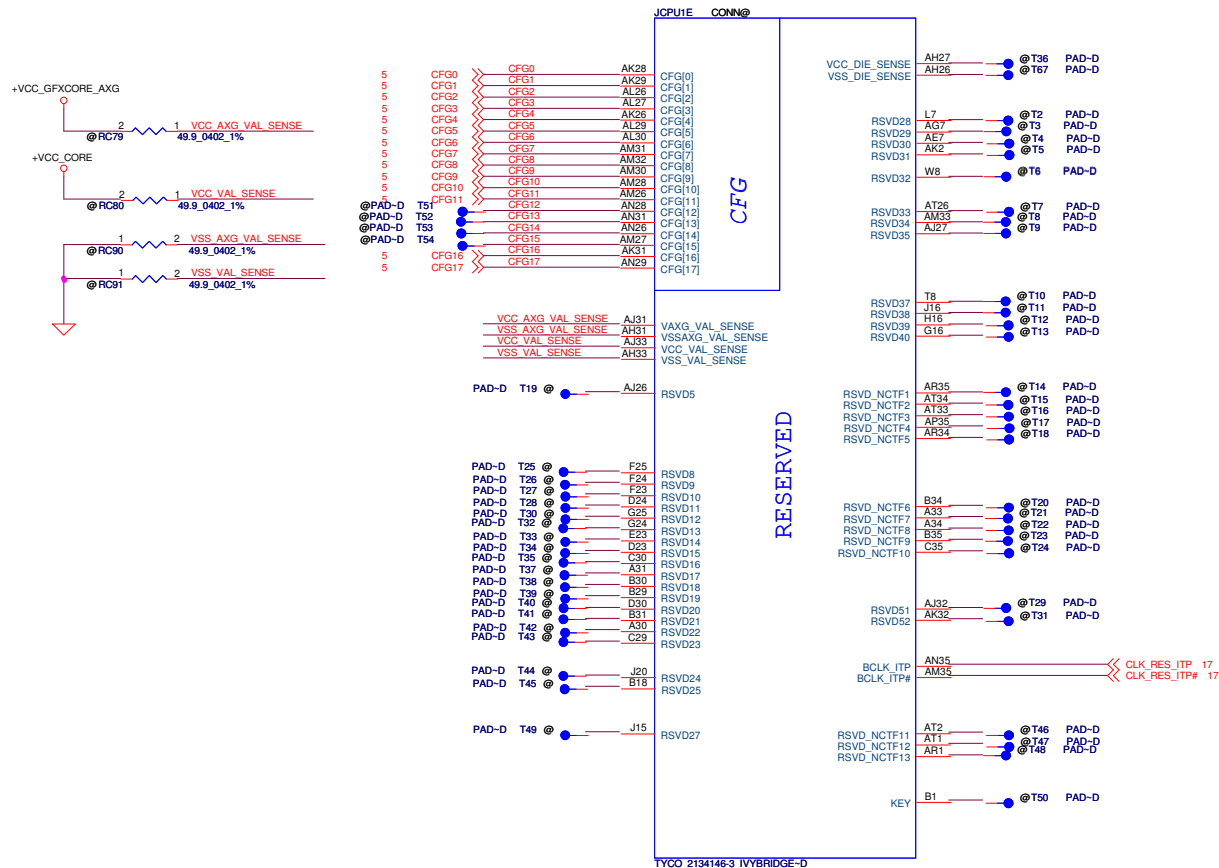 JCPU1E CONN@
+VCC_GFXCORE_AXG
2 1 VCC_AXG_VAL_SENSE
@RC79 49.9_0402_1%
+VCC_CORE
2 1 VCC_VAL_SENSE
@RC80 49.9_0402_1%
1 2 VSS_AXG_VAL_SENSE
@RC90 49.9_0402_1%
1 2 VSS_VAL_SENSE
@RC91 49.9_0402_1%
5 CFG0 CFG0 AK28 CFG[0]
5 CFG1 CFG1 AK29 CFG[1]
5 CFG2 CFG2 AL26 CFG[2]
5 CFG3 CFG3 AL27 CFG[3]
5 CFG4 CFG4 AK26 CFG[4]
5 CFG5 CFG5 AL29 CFG[5]
5 CFG6 CFG6 AL30 CFG[6]
5 CFG7 CFG7 AM31 CFG[7]
5 CFG8 CFG8 AM32 CFG[8]
5 CFG9 CFG9 AM30 CFG[9]
5 CFG10 CFG10 AM28 CFG[10]
5 CFG11 CFG11 AM26 CFG[11]
@PAD~D T51 CFG12 AN28 CFG[12]
@PAD~D T52 CFG13 AN31 CFG[13]
@PAD~D T53 CFG14 AN26 CFG[14]
@PAD~D T54 CFG15 AM27 CFG[15]
5 CFG16 CFG16 AK31 CFG[16]
5 CFG17 CFG17 AN29 CFG[17]
CFG
VCC_AXG_VAL_SENSE AJ31 VAXG_VAL_SENSE
VSS_AXG_VAL_SENSE AH31 VSSAXG_VAL_SENSE
VCC_VAL_SENSE AJ33 VCC_VAL_SENSE
VSS_VAL_SENSE AH33 VSS_VAL_SENSE
PAD~D T19 @ AJ26 RSVD5
PAD~D T25 @ F25 RSVD8
PAD~D T26 @ F24 RSVD9
PAD~D T27 @ F23 RSVD10
PAD~D T28 @ D24 RSVD11
PAD~D T30 @ G25 RSVD12
PAD~D T32 @ G24 RSVD13
PAD~D T33 @ E23 RSVD14
PAD~D T34 @ D23 RSVD15
PAD~D T35 @ C30 RSVD16
PAD~D T37 @ A31 RSVD17
PAD~D T38 @ B30 RSVD18
PAD~D T39 @ B29 RSVD19
PAD~D T40 @ D30 RSVD20
PAD~D T41 @ B31 RSVD21
PAD~D T42 @ A30 RSVD22
PAD~D T43 @ C29 RSVD23
PAD~D T44 @ J20 RSVD24
PAD~D T45 @ B18 RSVD25
PAD~D T49 @ J15 RSVD27
RESERVED
VCC_DIE_SENSE AH27 @T36 PAD~D
VSS_DIE_SENSE AH26 @T67 PAD~D
RSVD28 L7 @T2 PAD~D
RSVD29 AG7 @T3 PAD~D
RSVD30 AE7 @T4 PAD~D
RSVD31 AK2 @T5 PAD~D
RSVD32 W8 @T6 PAD~D
RSVD33 AT26 @T7 PAD~D
RSVD34 AM33 @T8 PAD~D
RSVD35 AJ27 @T9 PAD~D
RSVD37 T8 @T10 PAD~D
RSVD38 J16 @T11 PAD~D
RSVD39 H16 @T12 PAD~D
RSVD40 G16 @T13 PAD~D
RSVD_NCTF1 AR35 @T14 PAD~D
RSVD_NCTF2 AT34 @T15 PAD~D
RSVD_NCTF3 AT33 @T16 PAD~D
RSVD_NCTF4 AP35 @T17 PAD~D
RSVD_NCTF5 AR34 @T18 PAD~D
RSVD_NCTF6 B34 @T20 PAD~D
RSVD_NCTF7 A33 @T21 PAD~D
RSVD_NCTF8 A34 @T22 PAD~D
RSVD_NCTF9 B35 @T23 PAD~D
RSVD_NCTF10 C35 @T24 PAD~D
RSVD51 AJ32 @T29 PAD~D
RSVD52 AK32 @T31 PAD~D
BCLK_ITP AN35 CLK_RES_ITP 17
BCLK_ITP# AM35 CLK_RES_ITP# 17
RSVD_NCTF11 AT2 @T46 PAD~D
RSVD_NCTF12 AT1 @T47 PAD~D
RSVD_NCTF13 AR1 @T48 PAD~D
KEY B1 @T50 PAD~D
TYCO_2134146-3_IVYBRIDGE~D